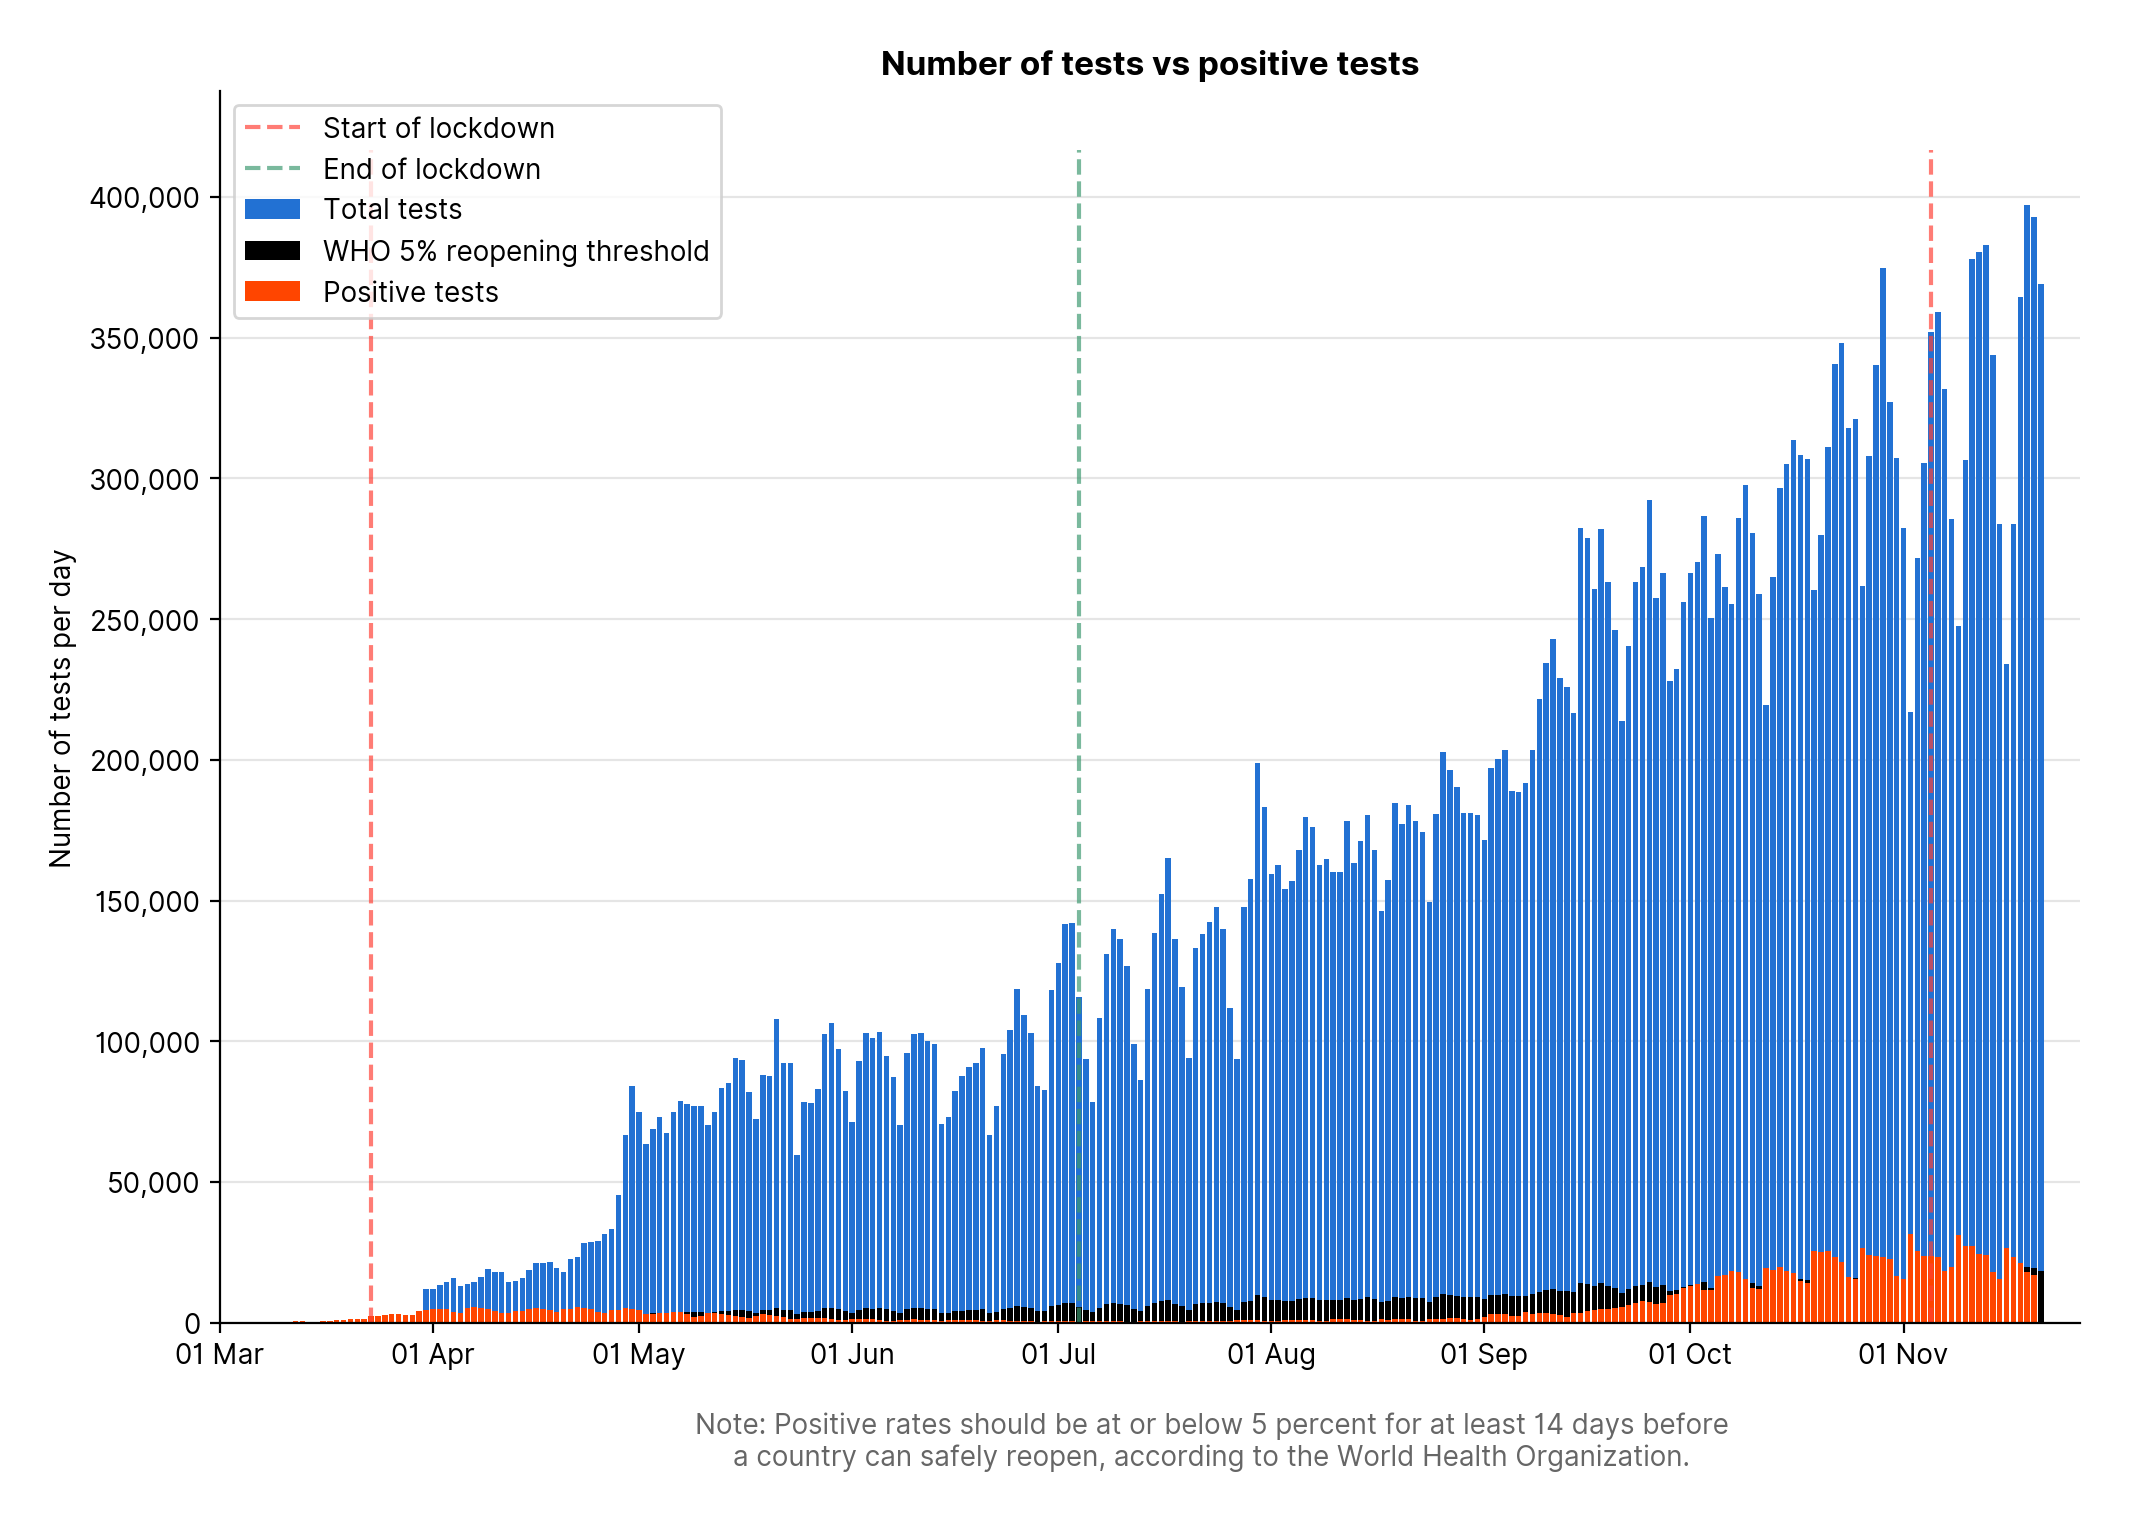 Number of tests vs positive tests
Start of lockdown
End of lockdown
Total tests
WHO 5% reopening threshold
Positive tests
Number of tests per day
400,000
350,000
300,000
250,000
200,000
150,000
100,000
50,000
0
01 Mar
01 Apr
01 May
01 Jun
01 Jul
01 Aug
01 Sep
01 Oct
01 Nov
Note: Positive rates should be at or below 5 percent for at least 14 days before
a country can safely reopen, according to the World Health Organization.